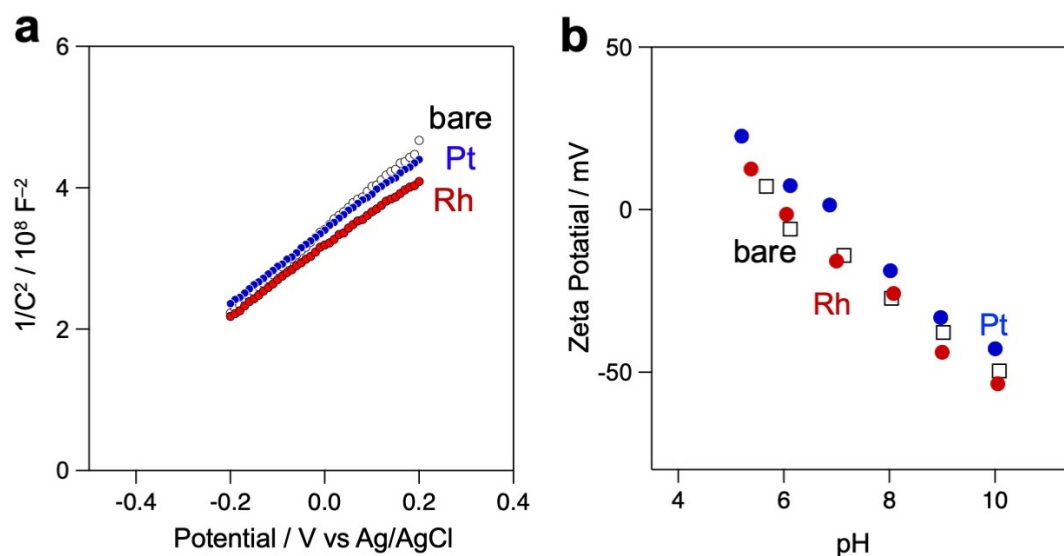 a
6
4
2
0
1/C² / 10⁸ F⁻²
bare
Pt
Rh
-0.4
-0.2
0.0
0.2
0.4
Potential / V vs Ag/AgCl
b
50
0
-50
Zeta Potatial / mV
bare
Rh
Pt
4
6
8
10
pH